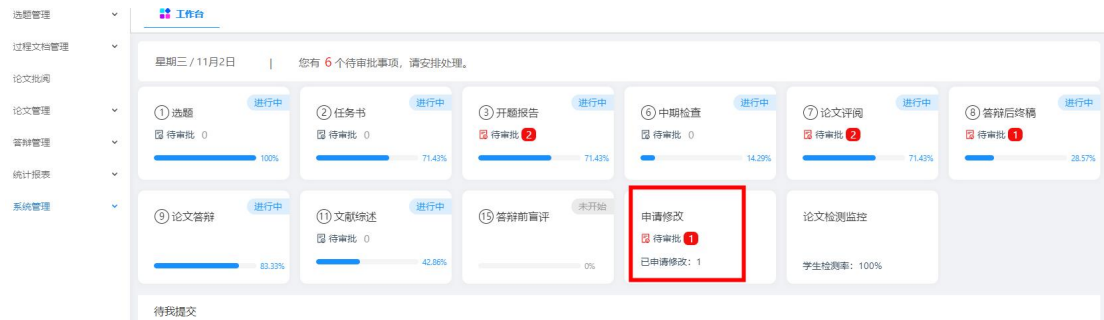 选题管理
过程文档管理
论文批阅
论文管理
答辩管理
统计报表
系统管理
工作台
星期三 / 11月2日 | 您有 6 个待审批事项，请安排处理。
① 选题 进行中
待审批 0
100%
② 任务书 进行中
待审批 0
71.43%
③ 开题报告 进行中
待审批 2
71.43%
⑥ 中期检查 进行中
待审批 0
14.29%
⑦ 论文评阅 进行中
待审批 2
71.43%
⑧ 答辩后终稿 进行中
待审批 1
28.57%
⑨ 论文答辩 进行中
83.33%
⑪ 文献综述 进行中
待审批 0
42.86%
⑮ 答辩前盲评 未开始
0%
申请修改
待审批 1
已申请修改：1
论文检测监控
学生检测率：100%
待我提交